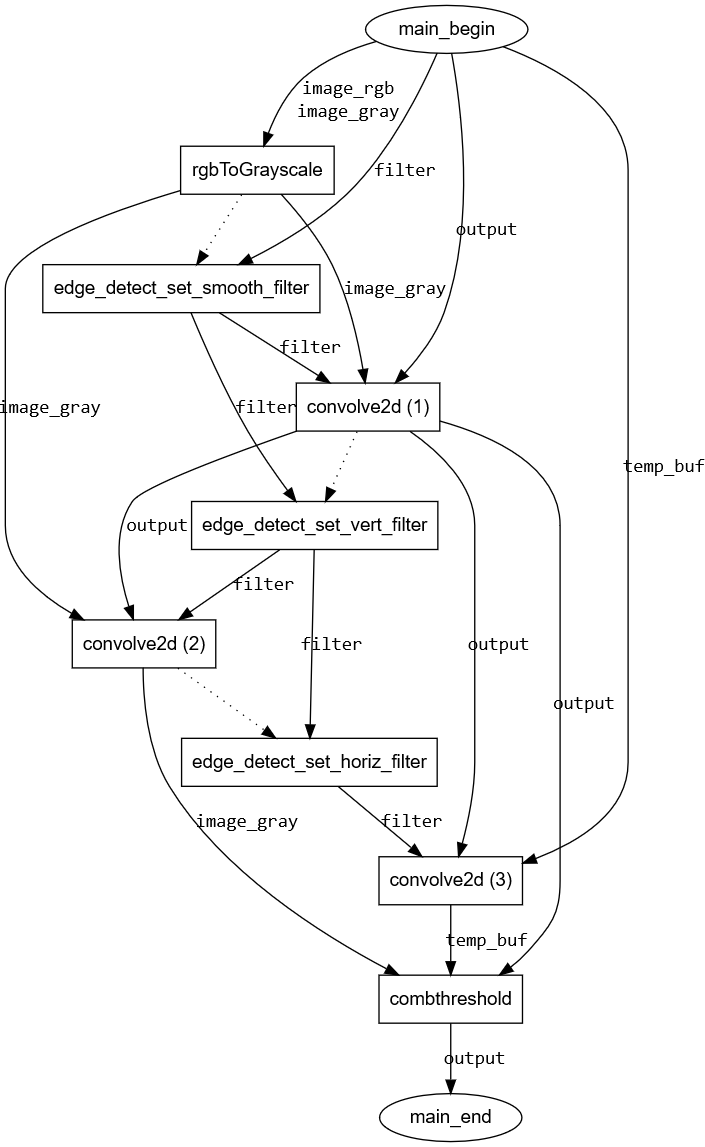 main_begin
image_rgb
image_gray
rgbToGrayscale
filter
output
edge_detect_set_smooth_filter
image_gray
filter
convolve2d (1)
image_gray
filter
temp_buf
output
edge_detect_set_vert_filter
filter
convolve2d (2)
filter
output
output
edge_detect_set_horiz_filter
image_gray
filter
convolve2d (3)
temp_buf
combthreshold
output
main_end